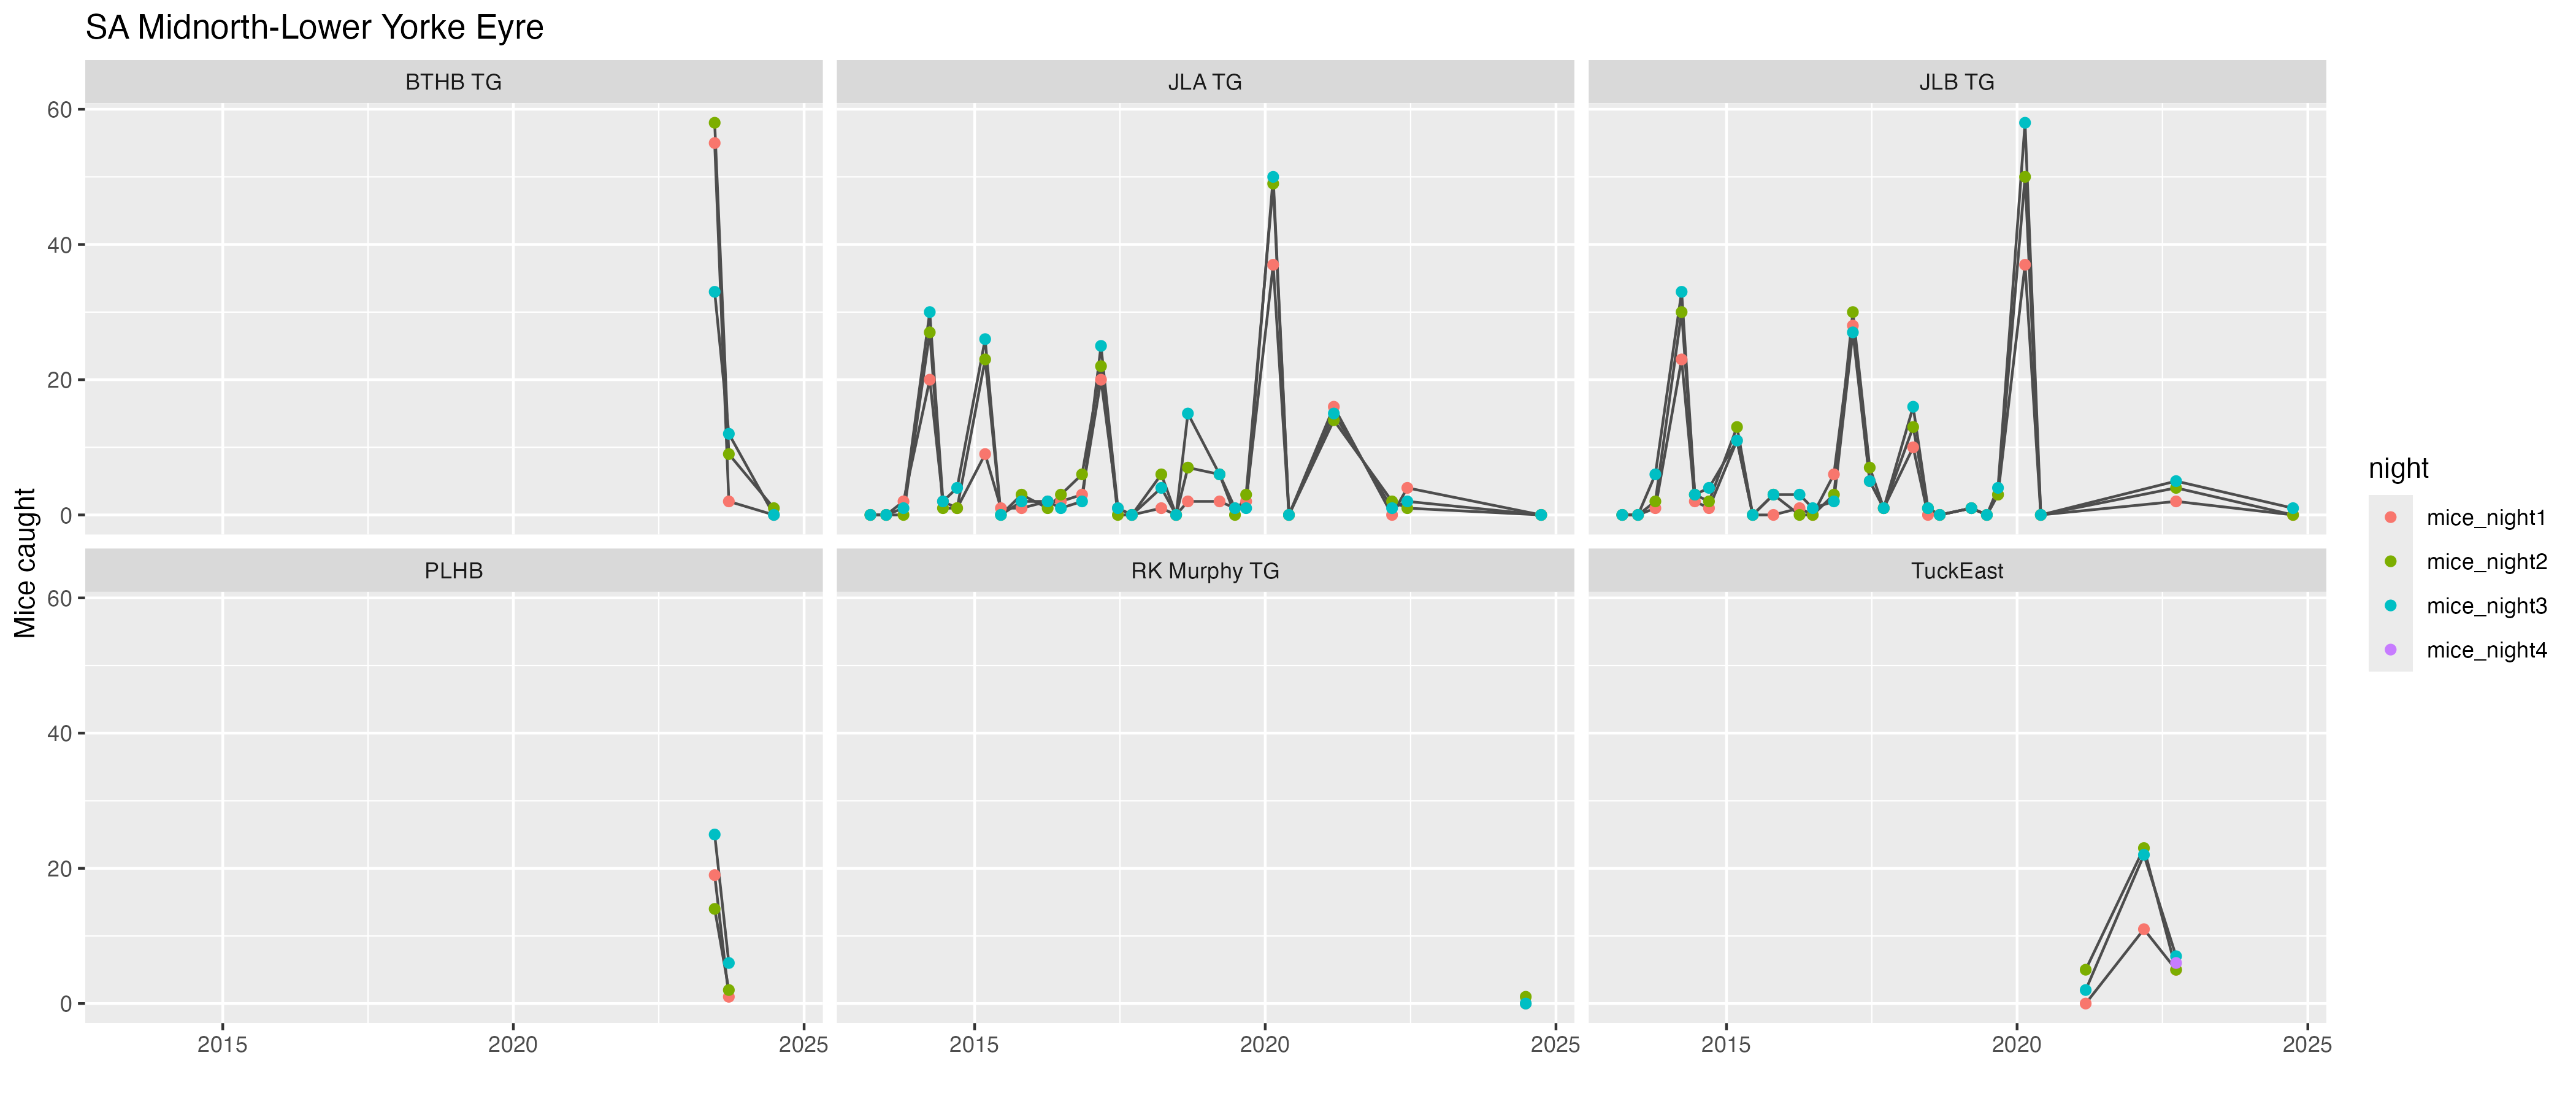 SA Midnorth-Lower Yorke Eyre
BTHB TG
JLA TG
JLB TG
60
40
20
0
Mice caught
PLHB
RK Murphy TG
TuckEast
60
40
20
0
2015
2020
2025
2015
2020
2025
2015
2020
2025
night
mice_night1
mice_night2
mice_night3
mice_night4